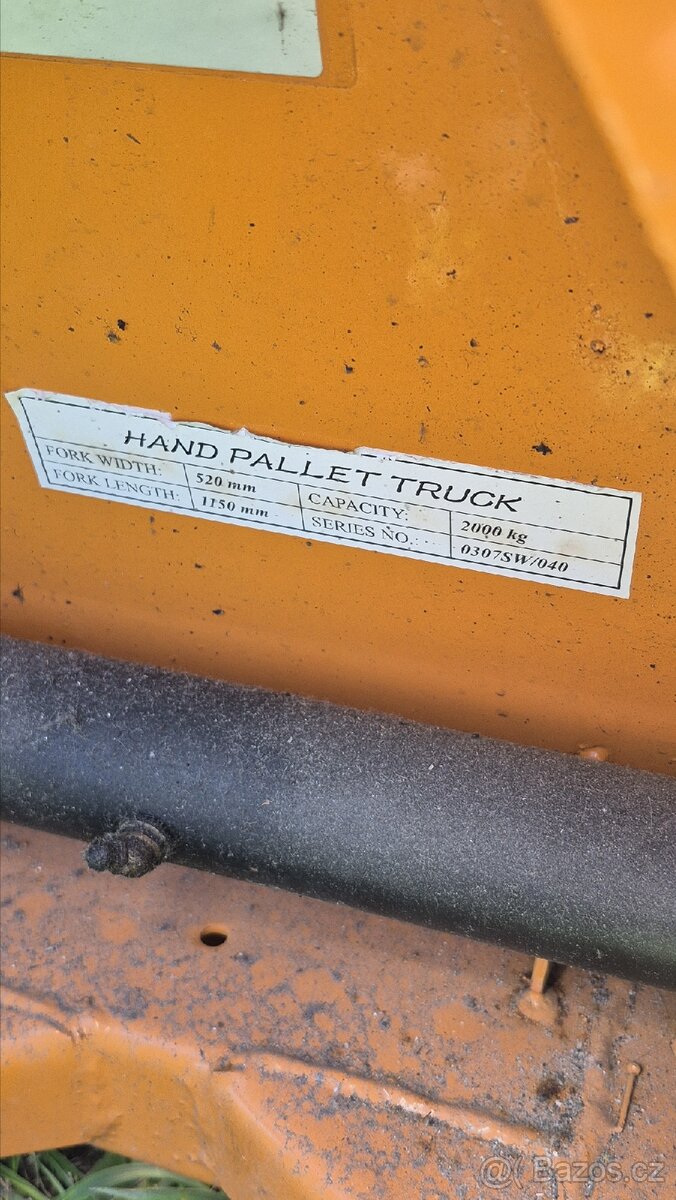 HAND PALLET TRUCK
FORK WIDTH: 520 mm CAPACITY: 2000 kg
FORK LENGTH: 1150 mm SERIES NO.: 0307SW/040
@ Bazoš.cz